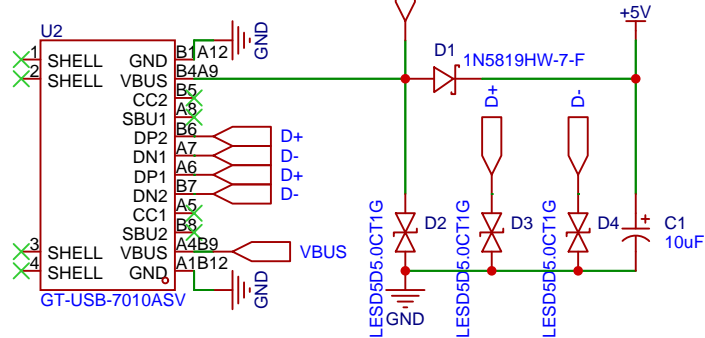 U2
+5V
1 SHELL GND B1A12 GND
2 SHELL VBUS B4A9
D1 1N5819HW-7-F
CC2 B5
SBU1 A8
DP2 B6 D+
DN1 A7 D-
DP1 A6 D+
DN2 B7 D-
CC1 A5
SBU2 B8
3 SHELL VBUS A4B9 VBUS
4 SHELL GND A1B12 GND
GT-USB-7010ASV
D+
D-
D2 LESD5D5.0CT1G
D3 LESD5D5.0CT1G
D4 LESD5D5.0CT1G
+
C1
10uF
GND